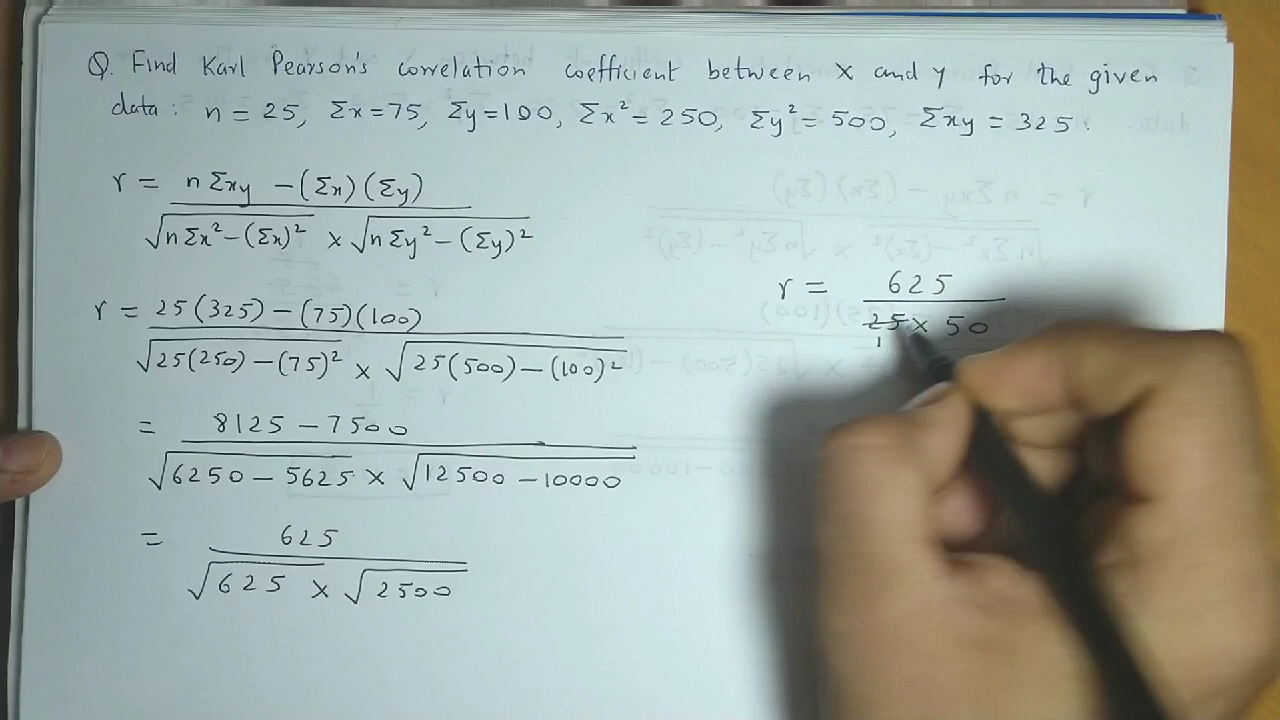 Q. Find Karl Pearson's correlation coefficient between x and y for the given
data: n = 25, Σx=75, Σy=100, Σx²= 250, Σy²= 500, Σxy = 325.
r = nΣxy - (Σx)(Σy)
√nΣx² - (Σx)² × √nΣy² - (Σy)²
r = 25(325) - (75)(100)
√25(250) - (75)² × √25(500) - (100)²
= 8125 - 7500
√6250 - 5625 × √12500 - 10000
= 625
√625 × √2500
r = 625
25 × 50
1